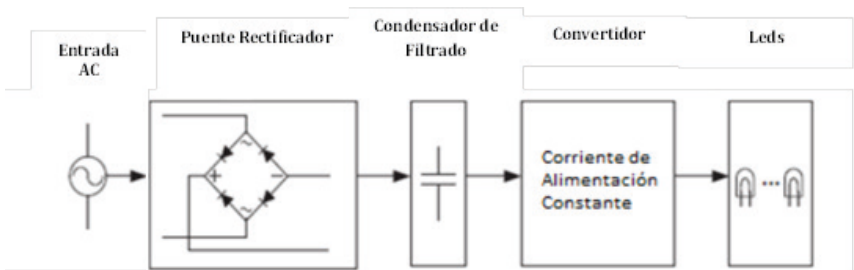 Entrada
AC
Puente Rectificador
Condensador de
Filtrado
Convertidor
Leds
+
-
Corriente de
Alimentación
Constante